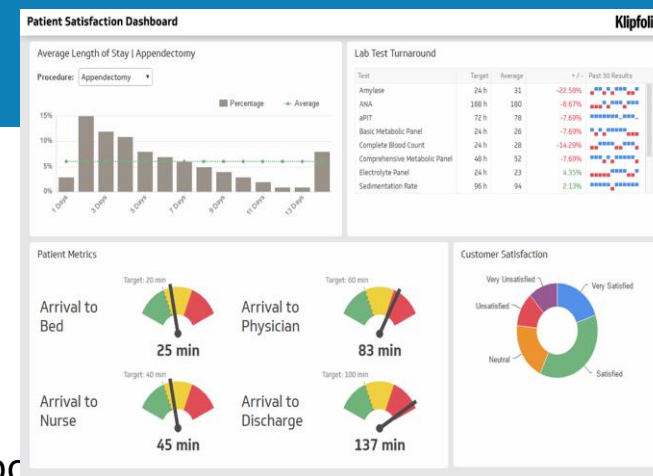 Patient Satisfaction Dashboard
Klipfoli
Average Length of Stay | Appendectomy
Procedure: Appendectomy
Percentage Average
15%
10%
5%
0%
1 Days 3 Days 5 Days 7 Days 9 Days 11 Days 13 Days
Lab Test Turnaround
Test Target Average +/- Past 30 Results
Amylase 24 h 31 -22.58%
ANA 168 h 180 -6.67%
aPIT 72 h 78 -7.69%
Basic Metabolic Panel 24 h 26 -7.69%
Complete Blood Count 24 h 28 -14.29%
Comprehensive Metabolic Panel 48 h 52 -7.69%
Electrolyte Panel 24 h 23 4.35%
Sedimentation Rate 96 h 94 2.13%
Patient Metrics
Target: 20 min
Arrival to
Bed
25 min
Target: 60 min
Arrival to
Physician
83 min
Target: 40 min
Arrival to
Nurse
45 min
Target: 100 min
Arrival to
Discharge
137 min
Customer Satisfaction
Very Unsatisfied
Very Satisfied
Unsatisfied
Neutral
Satisfied